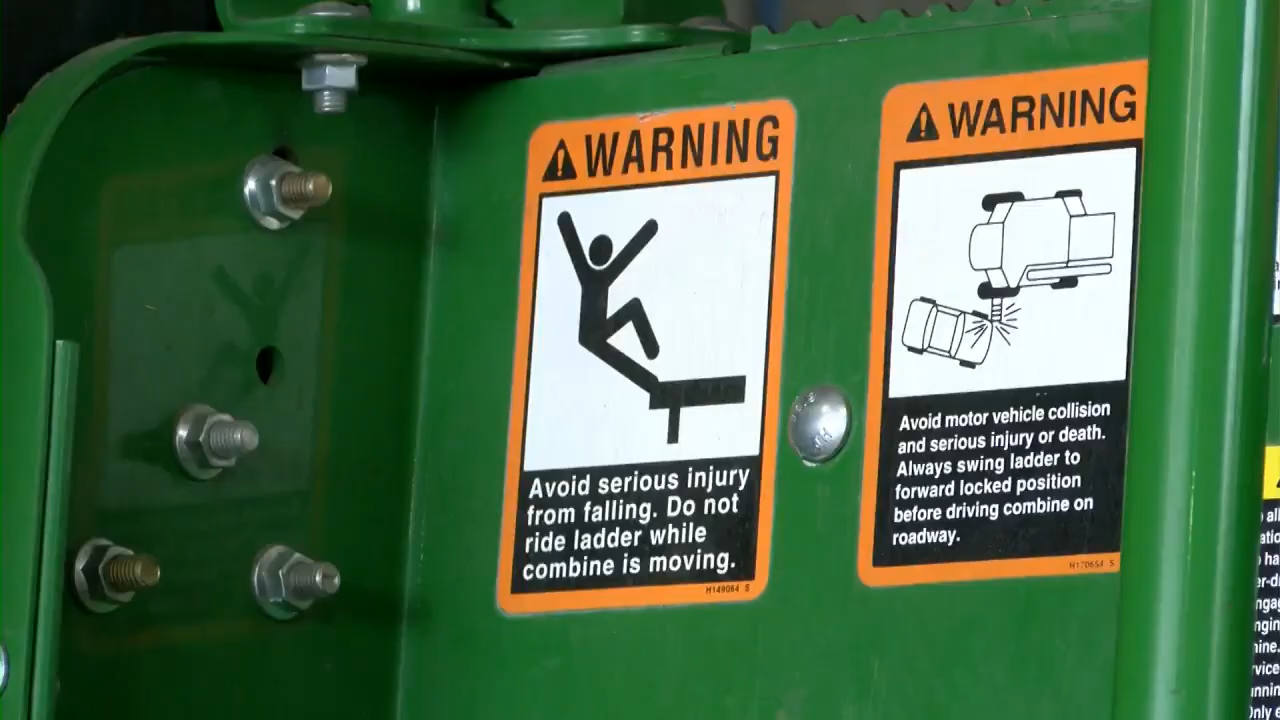 WARNING
Avoid serious injury
from falling. Do not
ride ladder while
combine is moving.
H149064 S
WARNING
Avoid motor vehicle collision
and serious injury or death.
Always swing ladder to
forward locked position
before driving combine on
roadway.
H170654 S